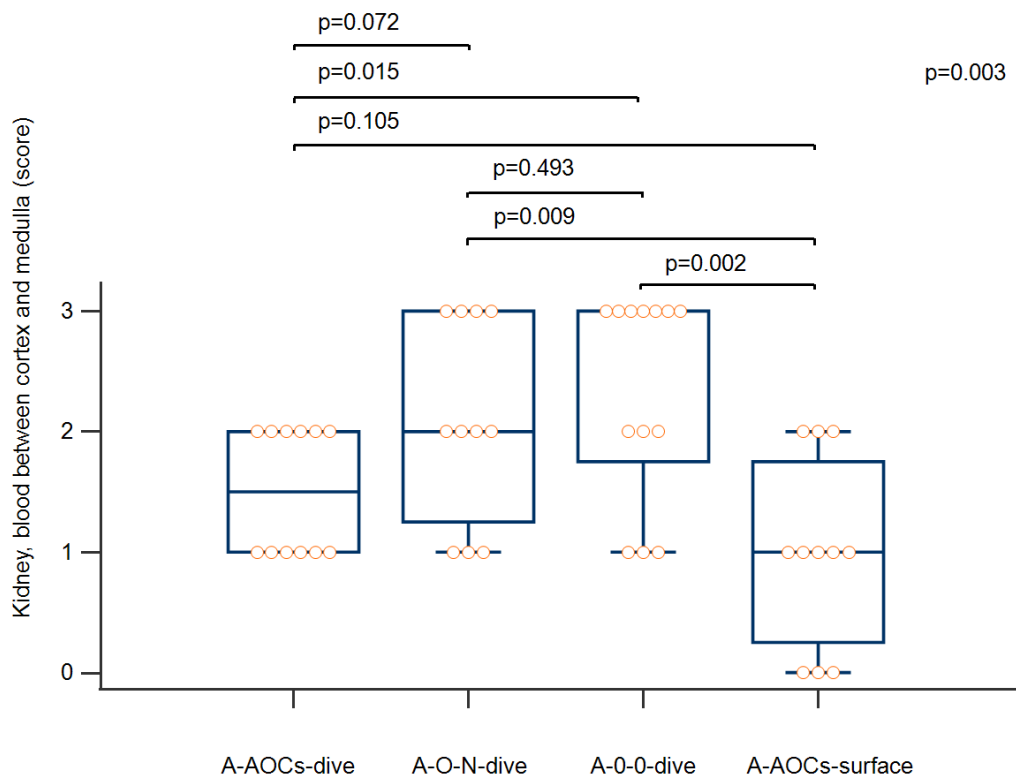 p=0.072
p=0.015
p=0.003
p=0.105
p=0.493
p=0.009
p=0.002
Kidney, blood between cortex and medulla (score)
3
2
1
0
A-AOCs-dive
A-O-N-dive
A-0-0-dive
A-AOCs-surface